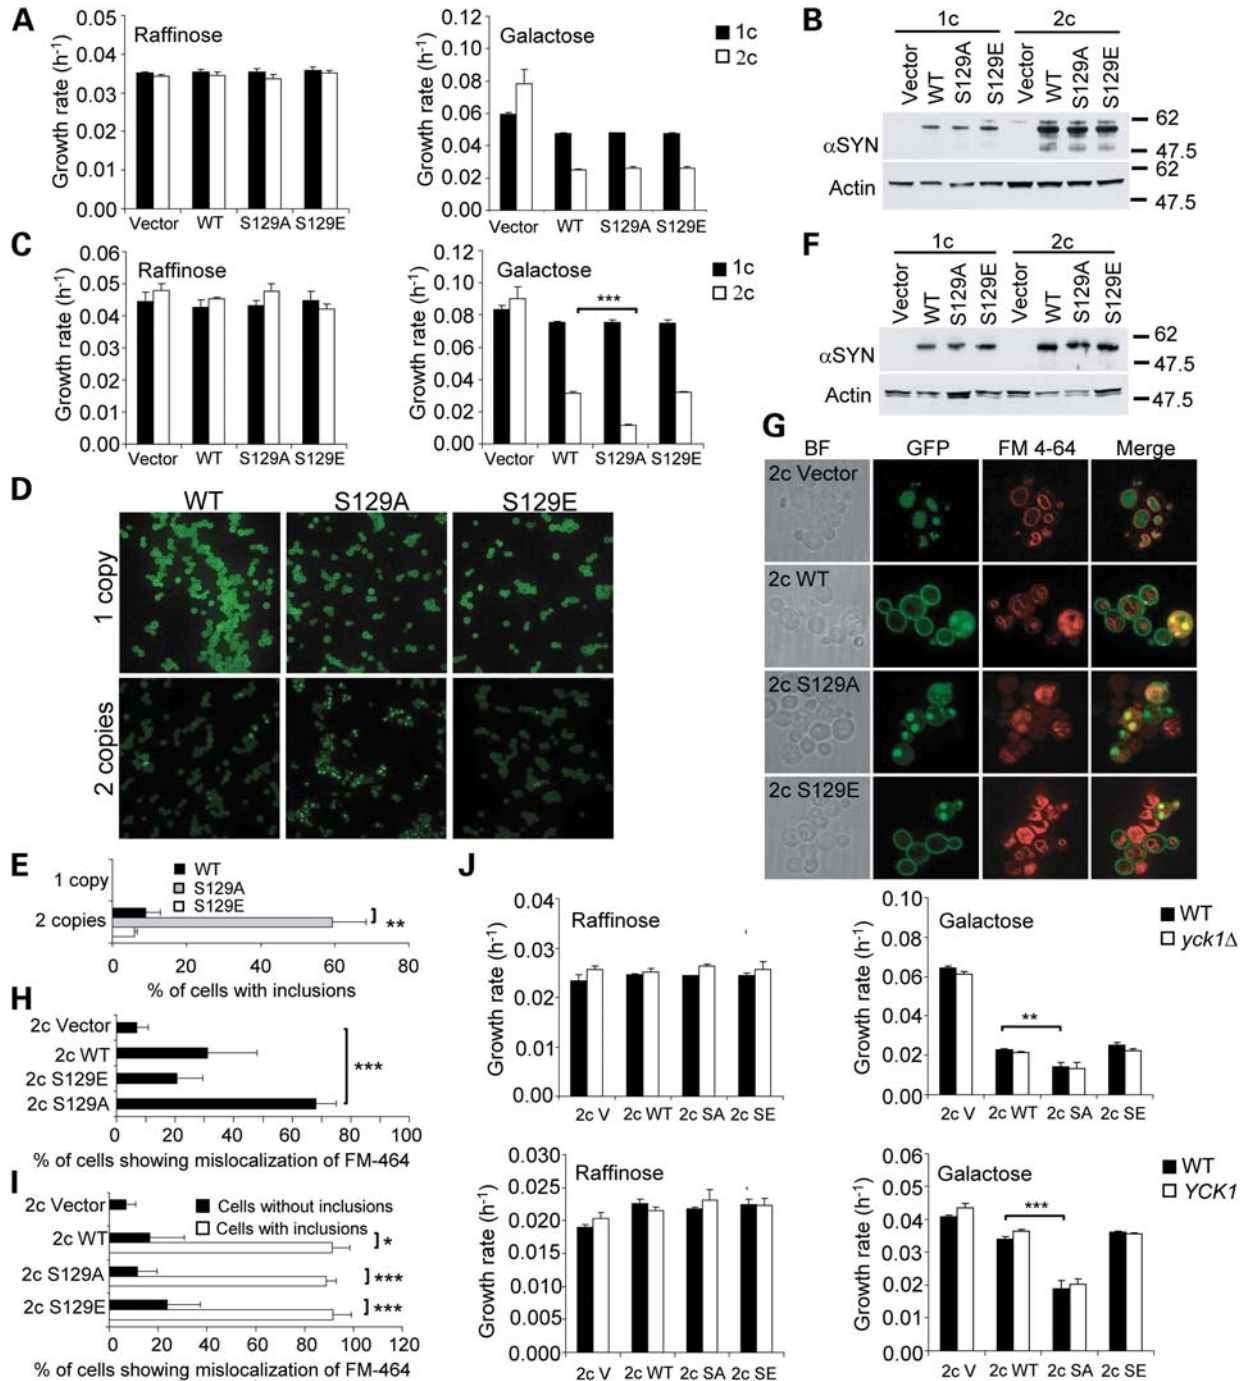 A
Raffinose
Growth rate (h⁻¹)
0.05
0.04
0.03
0.02
0.01
0.00
Vector WT S129A S129E
Galactose
Growth rate (h⁻¹)
0.12
0.10
0.08
0.06
0.04
0.02
0.00
Vector WT S129A S129E
1c
2c
B
1c 2c
Vector WT S129A S129E Vector WT S129A S129E
αSYN
62
47.5
Actin
62
47.5
C
Raffinose
Growth rate (h⁻¹)
0.06
0.05
0.04
0.03
0.02
0.01
0.00
Vector WT S129A S129E
Galactose
Growth rate (h⁻¹)
0.12
0.10
0.08
0.06
0.04
0.02
0.00
***
Vector WT S129A S129E
1c
2c
F
1c 2c
Vector WT S129A S129E Vector WT S129A S129E
αSYN
62
47.5
Actin
47.5
D
WT S129A S129E
1 copy
2 copies
G
BF GFP FM 4-64 Merge
2c Vector
2c WT
2c S129A
2c S129E
E
1 copy
2 copies
WT
S129A
S129E
**
0 20 40 60 80
% of cells with inclusions
H
2c Vector
2c WT
2c S129E
2c S129A
***
0 20 40 60 80 100
% of cells showing mislocalization of FM-464
I
2c Vector
2c WT
2c S129A
2c S129E
Cells without inclusions
Cells with inclusions
*
***
***
0 20 40 60 80 100 120
% of cells showing mislocalization of FM-464
J
Raffinose
Growth rate (h⁻¹)
0.04
0.03
0.02
0.01
0.00
2c V 2c WT 2c SA 2c SE
Galactose
Growth rate (h⁻¹)
0.10
0.08
0.06
0.04
0.02
0.00
**
2c V 2c WT 2c SA 2c SE
WT
yck1Δ
Raffinose
Growth rate (h⁻¹)
0.030
0.025
0.020
0.015
0.010
0.005
0.000
2c V 2c WT 2c SA 2c SE
Galactose
Growth rate (h⁻¹)
0.06
0.05
0.04
0.03
0.02
0.01
0.00
***
2c V 2c WT 2c SA 2c SE
WT
YCK1